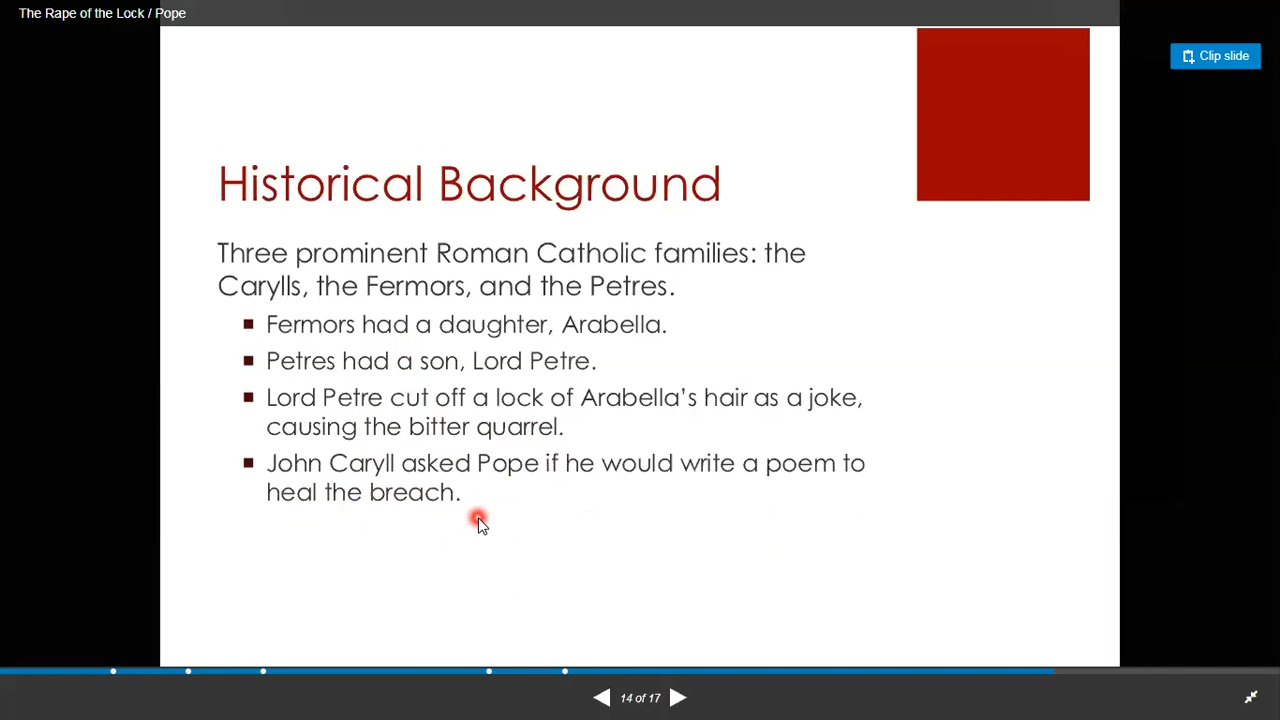 The Rape of the Lock / Pope
Clip slide
Historical Background
Three prominent Roman Catholic families: the
Carylls, the Fermors, and the Petres.
Fermors had a daughter, Arabella.
Petres had a son, Lord Petre.
Lord Petre cut off a lock of Arabella’s hair as a joke,
causing the bitter quarrel.
John Caryll asked Pope if he would write a poem to
heal the breach.
14 of 17